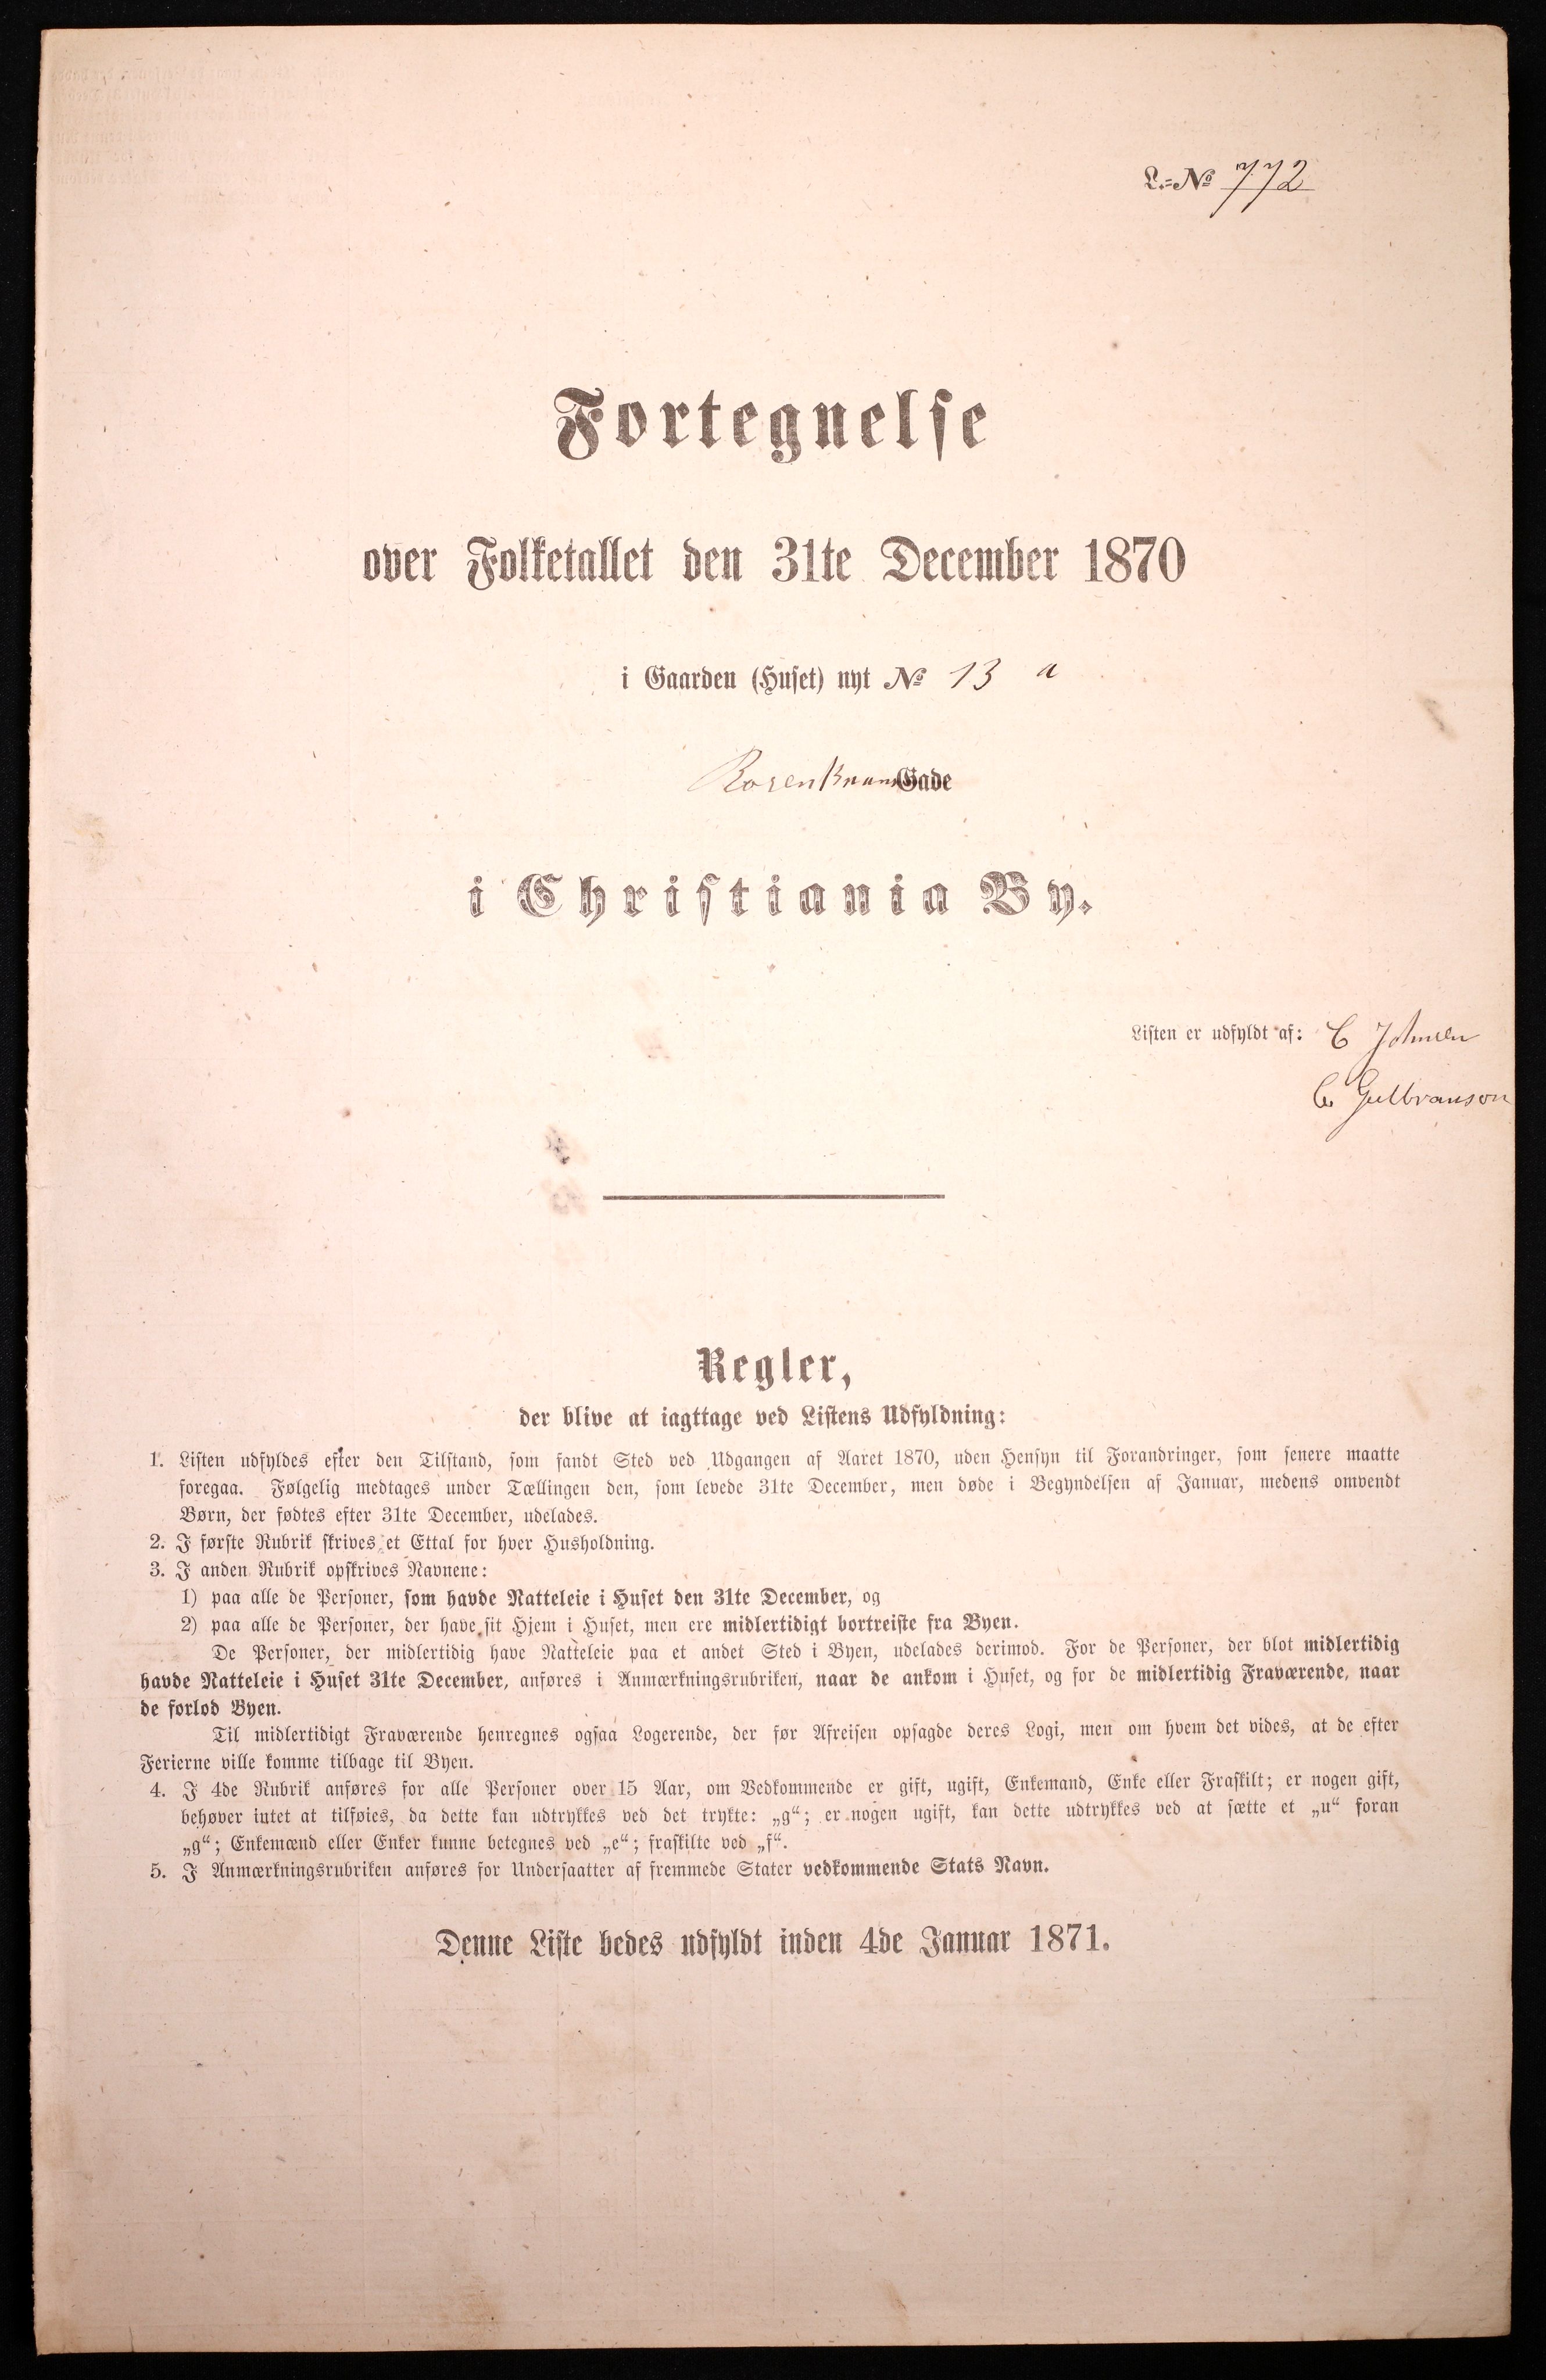 L.-No 772
Fortegnelse
over Folketallet den 31te December 1870
i Gaarden (Huset) nyt No 13 a
Gade
i Christiania By.
Listen er udfyldt af: C Johnsen
C. Gulbranson
Regler,
der blive at iagttage ved Listens Udfyldning:
1. Listen udfyldes efter den Tilstand, som fandt Sted ved Udgangen af Aaret 1870, uden Hensyn til Forandringer, som senere maatte
foregaa. Følgelig medtages under Tællingen den, som levede 31te December, men døde i Begyndelsen af Januar, medens omvendt
Børn, der fødtes efter 31te December, udelades.
2. I første Rubrik skrives et Ettal for hver Husholdning.
3. I anden Rubrik opskrives Navnene:
1) paa alle de Personer, som havde Natteleie i Huset den 31te December, og
2) paa alle de Personer, der have sit Hjem i Huset, men ere midlertidigt bortreiste fra Byen.
De Personer, der midlertidig have Natteleie paa et andet Sted i Byen, udelades derimod. For de Personer, der blot midlertidig
havde Natteleie i Huset 31te December, anføres i Anmærkningsrubriken, naar de ankom i Huset, og for de midlertidig Fraværende, naar
de forlod Byen.
Til midlertidigt Fraværende henregnes ogsaa Logerende, der før Afreisen opsagde deres Logi, men om hvem det vides, at de efter
Ferierne ville komme tilbage til Byen.
4. I 4de Rubrik anføres for alle Personer over 15 Aar, om Vedkommende er gift, ugift, Enkemand, Enke eller Fraskilt; er nogen gift,
behøver intet at tilføies, da dette kan udtrykkes ved det trykte: „g“; er nogen ugift, kan dette udtrykkes ved at sætte et „u“ foran
„g“; Enkemænd eller Enker kunne betegnes ved „e“; fraskilte ved „f“.
5. I Anmærkningsrubriken anføres for Undersaatter af fremmede Stater vedkommende Stats Navn.
Denne Liste bedes udfyldt inden 4de Januar 1871.